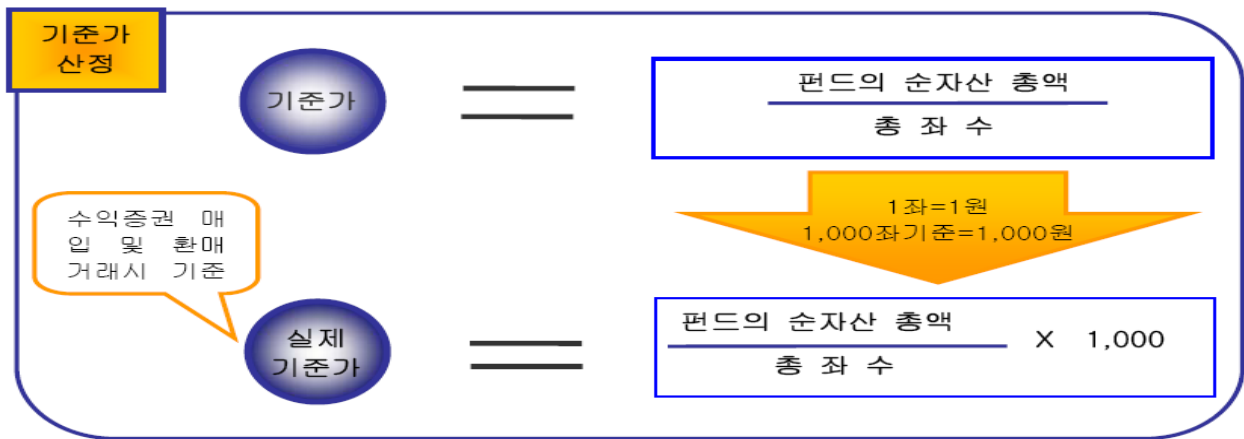 기준가
산정
기준가
펀드의 순자산 총액
총 좌 수
1좌=1원
1,000좌기준=1,000원
수익증권 매
입 및 환매
거래시 기준
실제
기준가
펀드의 순자산 총액
총 좌 수
X 1,000